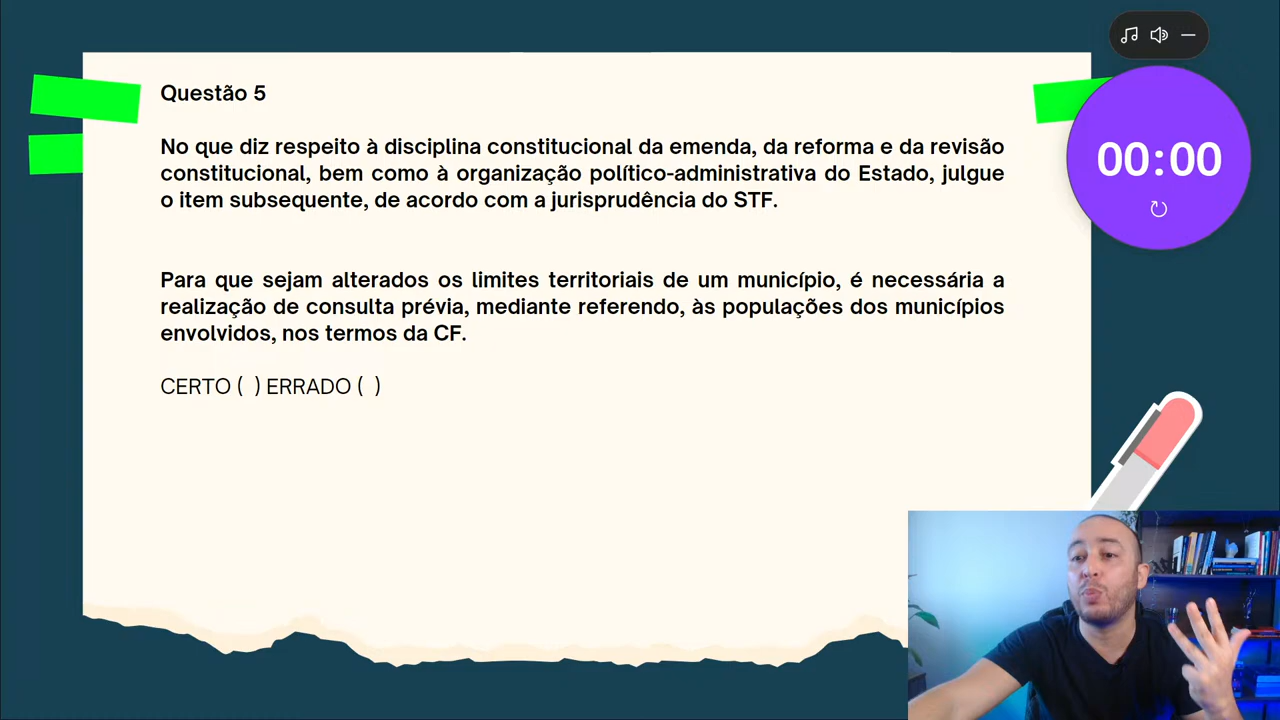 Questão 5
No que diz respeito à disciplina constitucional da emenda, da reforma e da revisão
constitucional, bem como à organização político-administrativa do Estado, julgue
o item subsequente, de acordo com a jurisprudência do STF.
Para que sejam alterados os limites territoriais de um município, é necessária a
realização de consulta prévia, mediante referendo, às populações dos municípios
envolvidos, nos termos da CF.
CERTO ( ) ERRADO ( )
00:00